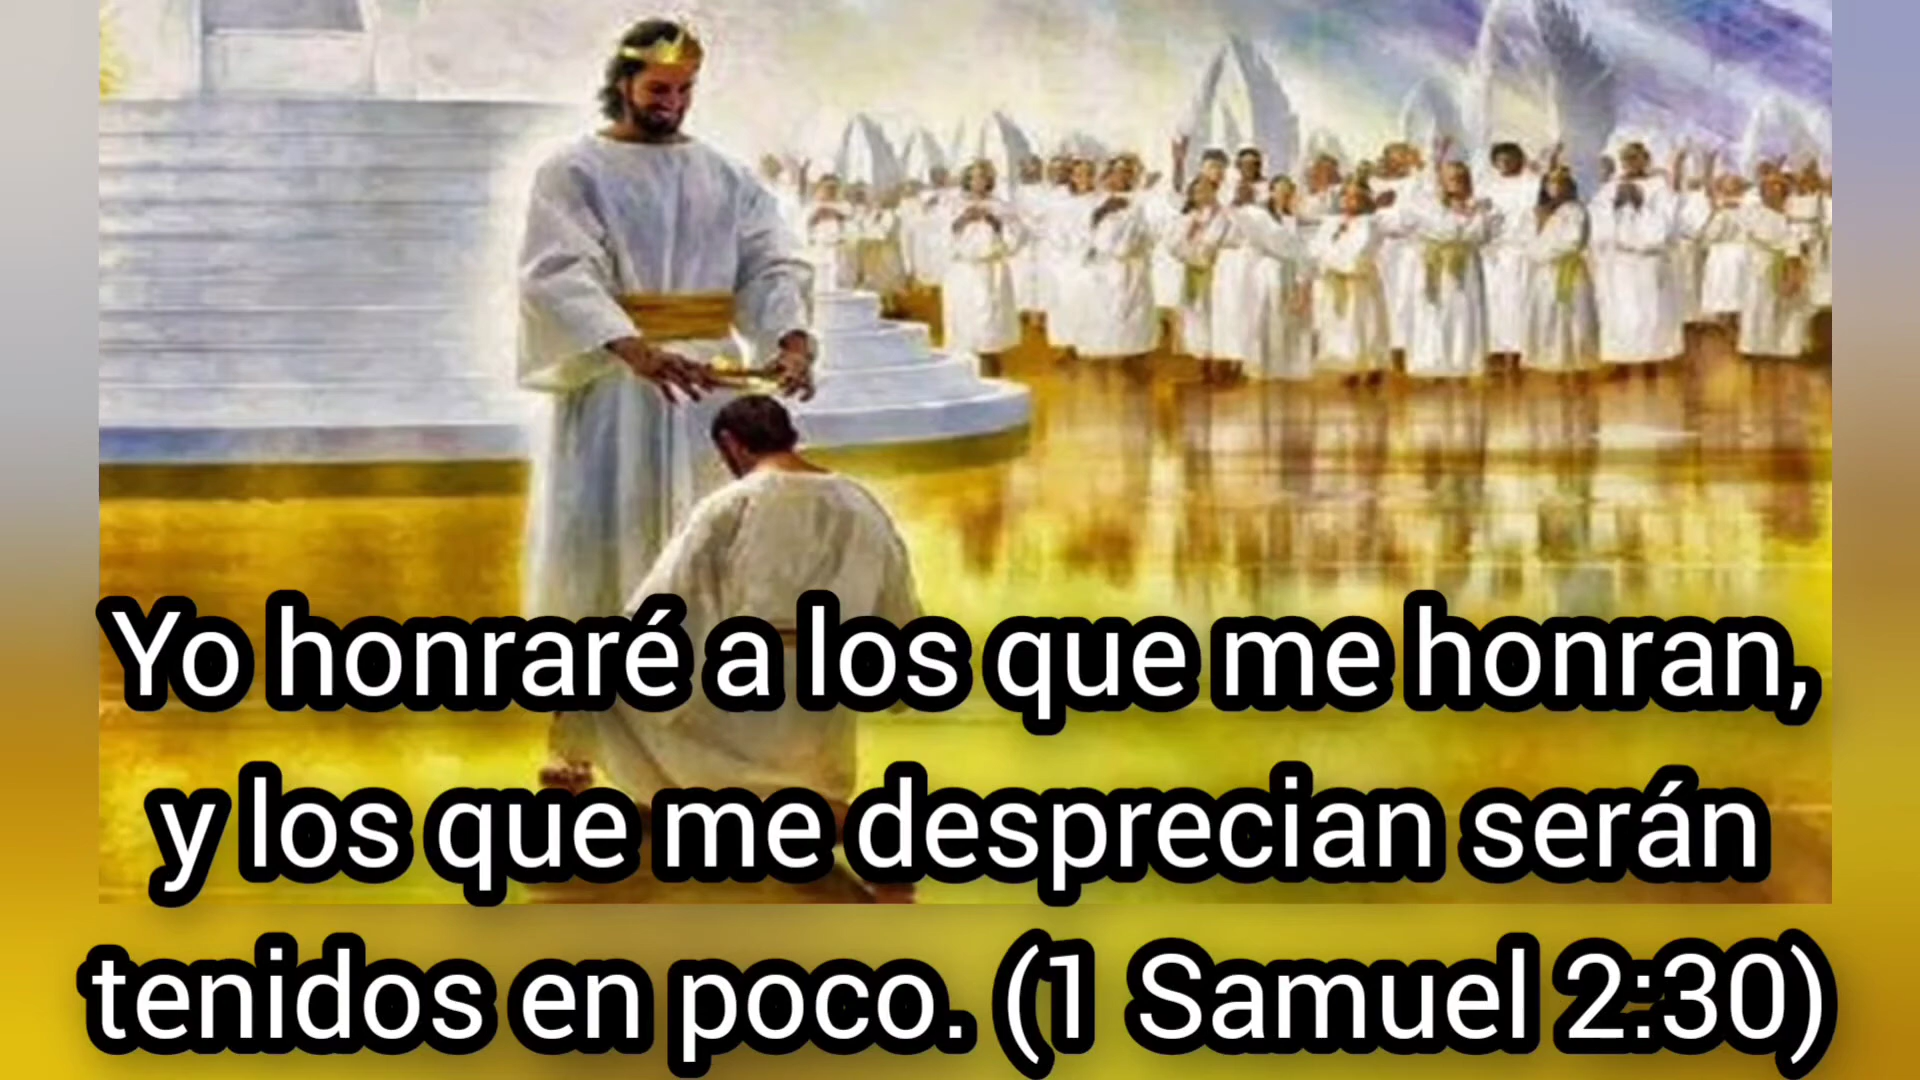 Yo honraré a los que me honran,
y los que me desprecian serán
tenidos en poco. (1 Samuel 2:30)